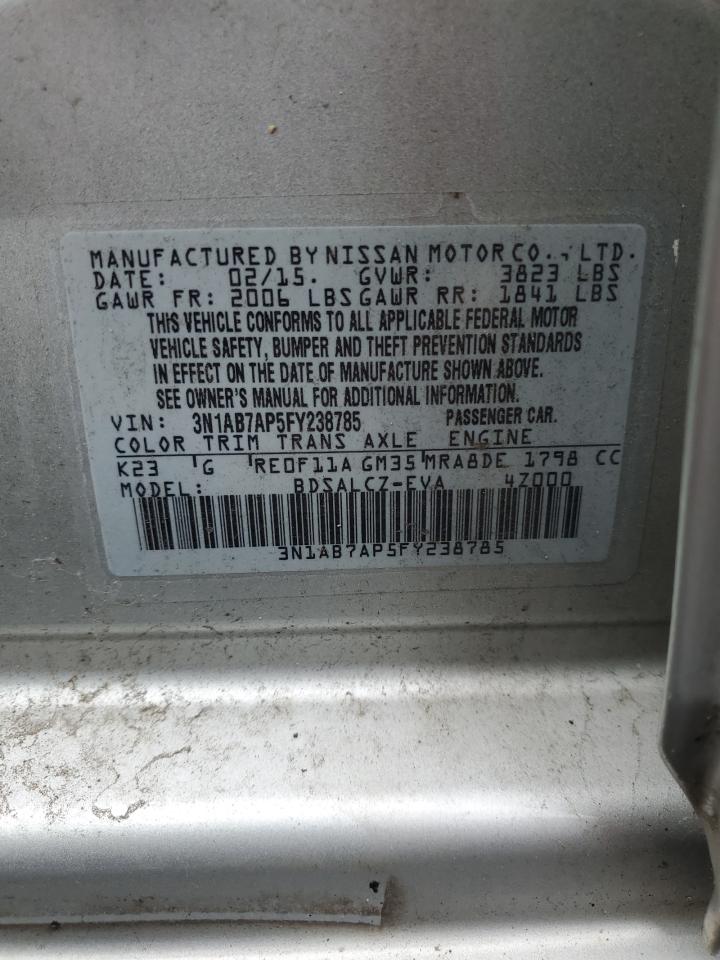 MANUFACTURED BY NISSAN MOTOR CO., LTD.
DATE: 02/15. GVWR: 3823 LBS
GAWR FR: 2006 LBS GAWR RR: 1841 LBS
THIS VEHICLE CONFORMS TO ALL APPLICABLE FEDERAL MOTOR
VEHICLE SAFETY, BUMPER AND THEFT PREVENTION STANDARDS
IN EFFECT ON THE DATE OF MANUFACTURE SHOWN ABOVE.
SEE OWNER'S MANUAL FOR ADDITIONAL INFORMATION.
VIN: 3N1AB7AP5FY238785 PASSENGER CAR.
COLOR TRIM TRANS AXLE ENGINE
K23 G RE0F11A GM35 MRA8DE 1798 CC
MODEL: BDSALCZ-EVA 4Z000
3N1AB7AP5FY238785